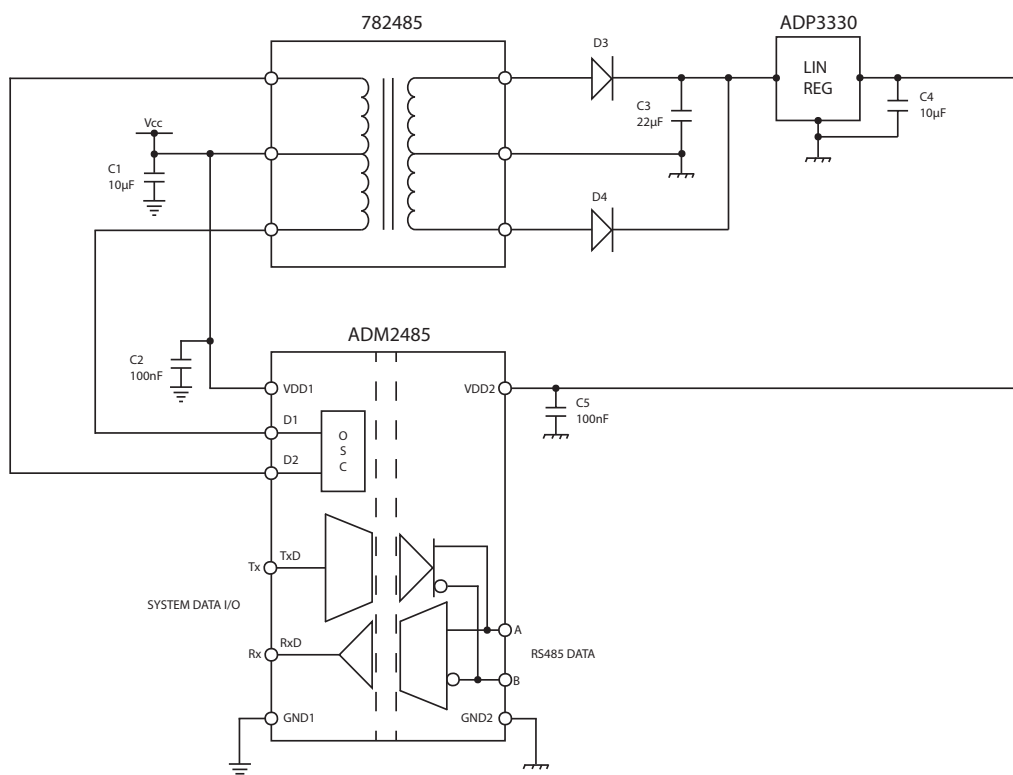 782485
ADP3330
D3
LIN
REG
C3
22μF
C4
10μF
Vcc
C1
10μF
D4
ADM2485
C2
100nF
VDD1
VDD2
C5
100nF
D1
O
S
C
D2
TxD
Tx
SYSTEM DATA I/O
RxD
Rx
A
RS485 DATA
B
GND1
GND2